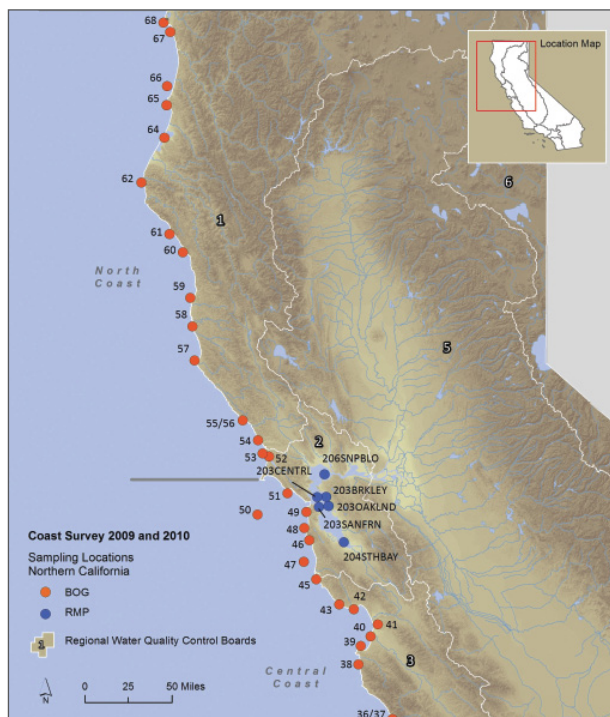 68
67
Location Map
66
65
64
62
6
1
61
60
North
Coast
59
58
5
57
55/56
54
2
53
52
206SNPBLO
203CENTRL
51
203BRKLEY
203OAKLND
50
49
203SANFRN
48
46
204STHBAY
47
45
Coast Survey 2009 and 2010
Sampling Locations
Northern California
BOG
RMP
1 Regional Water Quality Control Boards
N
0 25 50 Miles
43
42
41
40
39
38
3
Central
Coast
36/37